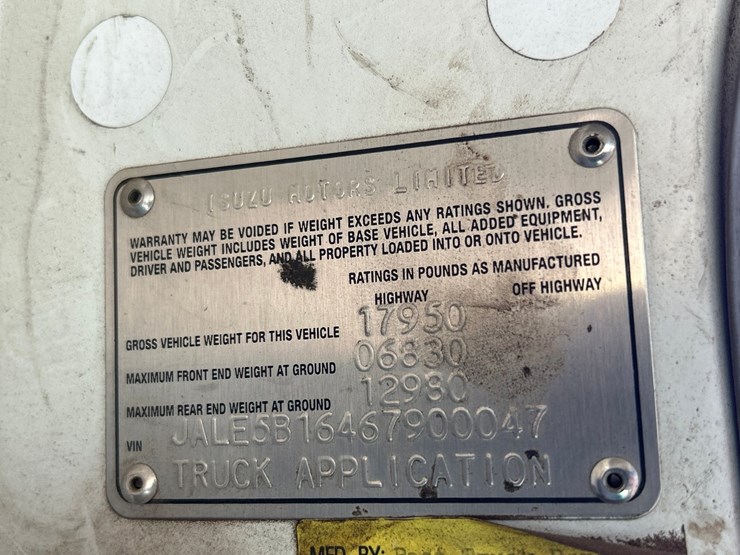 ISUZU MOTORS LIMITED
WARRANTY MAY BE VOIDED IF WEIGHT EXCEEDS ANY RATINGS SHOWN. GROSS
VEHICLE WEIGHT INCLUDES WEIGHT OF BASE VEHICLE, ALL ADDED EQUIPMENT,
DRIVER AND PASSENGERS, AND ALL PROPERTY LOADED INTO OR ONTO VEHICLE.
RATINGS IN POUNDS AS MANUFACTURED
HIGHWAY OFF HIGHWAY
GROSS VEHICLE WEIGHT FOR THIS VEHICLE 17950
MAXIMUM FRONT END WEIGHT AT GROUND 06830
MAXIMUM REAR END WEIGHT AT GROUND 12980
VIN JALE5B16467900047
TRUCK APPLICATION
MFD BY: